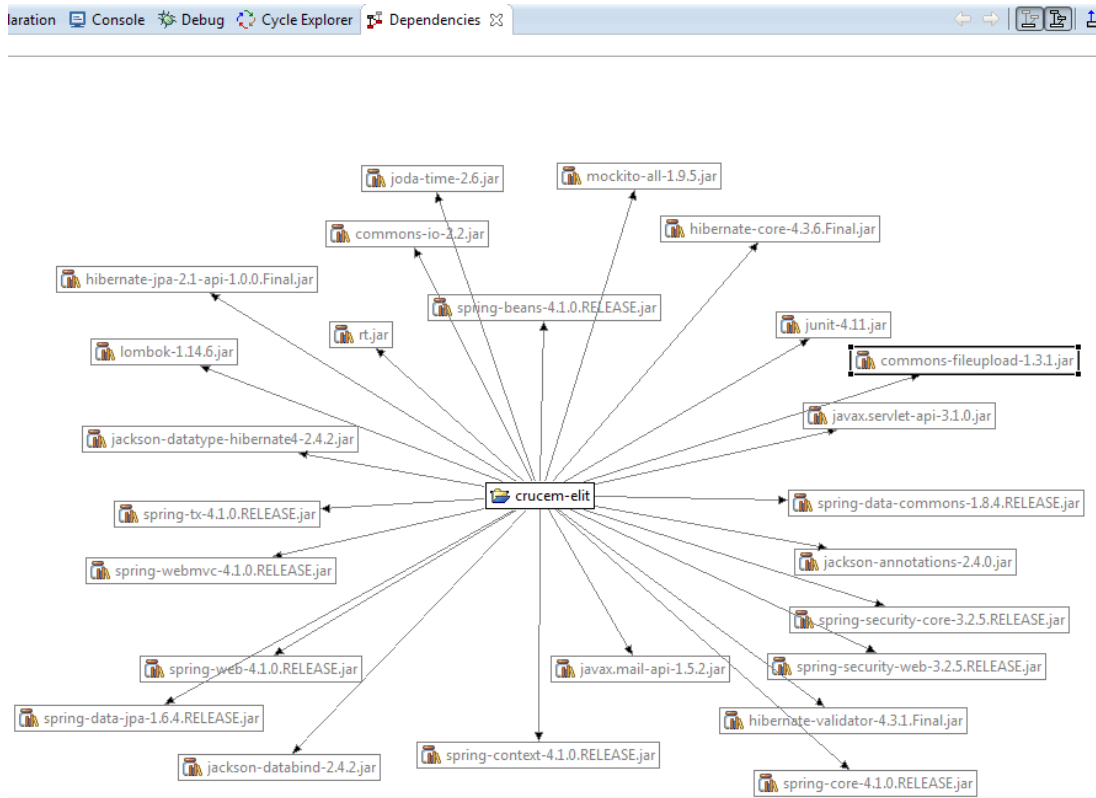 laration Console Debug Cycle Explorer Dependencies
joda-time-2.6.jar
mockito-all-1.9.5.jar
commons-io-2.2.jar
hibernate-core-4.3.6.Final.jar
hibernate-jpa-2.1-api-1.0.0.Final.jar
spring-beans-4.1.0.RELEASE.jar
rt.jar
junit-4.11.jar
lombok-1.14.6.jar
commons-fileupload-1.3.1.jar
javax.servlet-api-3.1.0.jar
jackson-datatype-hibernate4-2.4.2.jar
crucem-elit
spring-tx-4.1.0.RELEASE.jar
spring-data-commons-1.8.4.RELEASE.jar
spring-webmvc-4.1.0.RELEASE.jar
jackson-annotations-2.4.0.jar
spring-security-core-3.2.5.RELEASE.jar
spring-web-4.1.0.RELEASE.jar
javax.mail-api-1.5.2.jar
spring-security-web-3.2.5.RELEASE.jar
spring-data-jpa-1.6.4.RELEASE.jar
hibernate-validator-4.3.1.Final.jar
jackson-databind-2.4.2.jar
spring-context-4.1.0.RELEASE.jar
spring-core-4.1.0.RELEASE.jar